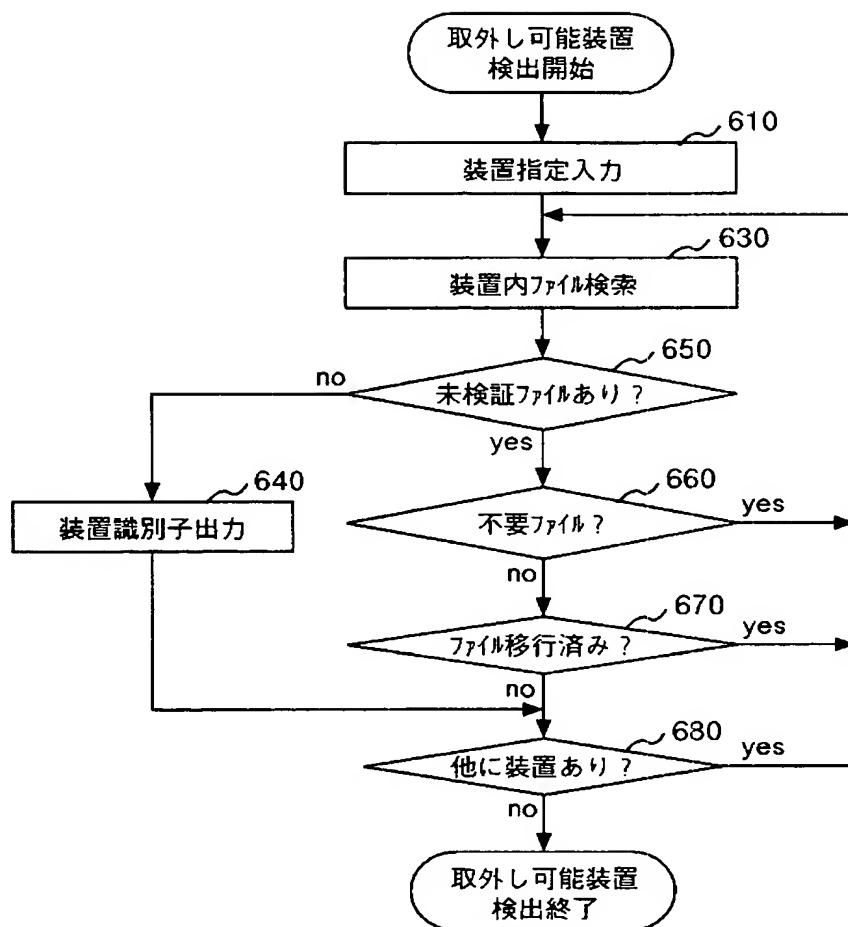 取外し可能装置
検出開始
610
装置指定入力
630
装置内ﾌｧｲﾙ検索
650
no
未検証ﾌｧｲﾙあり？
yes
640
装置識別子出力
660
yes
不要ﾌｧｲﾙ？
no
670
yes
ﾌｧｲﾙ移行済み？
no
680
yes
他に装置あり？
no
取外し可能装置
検出終了